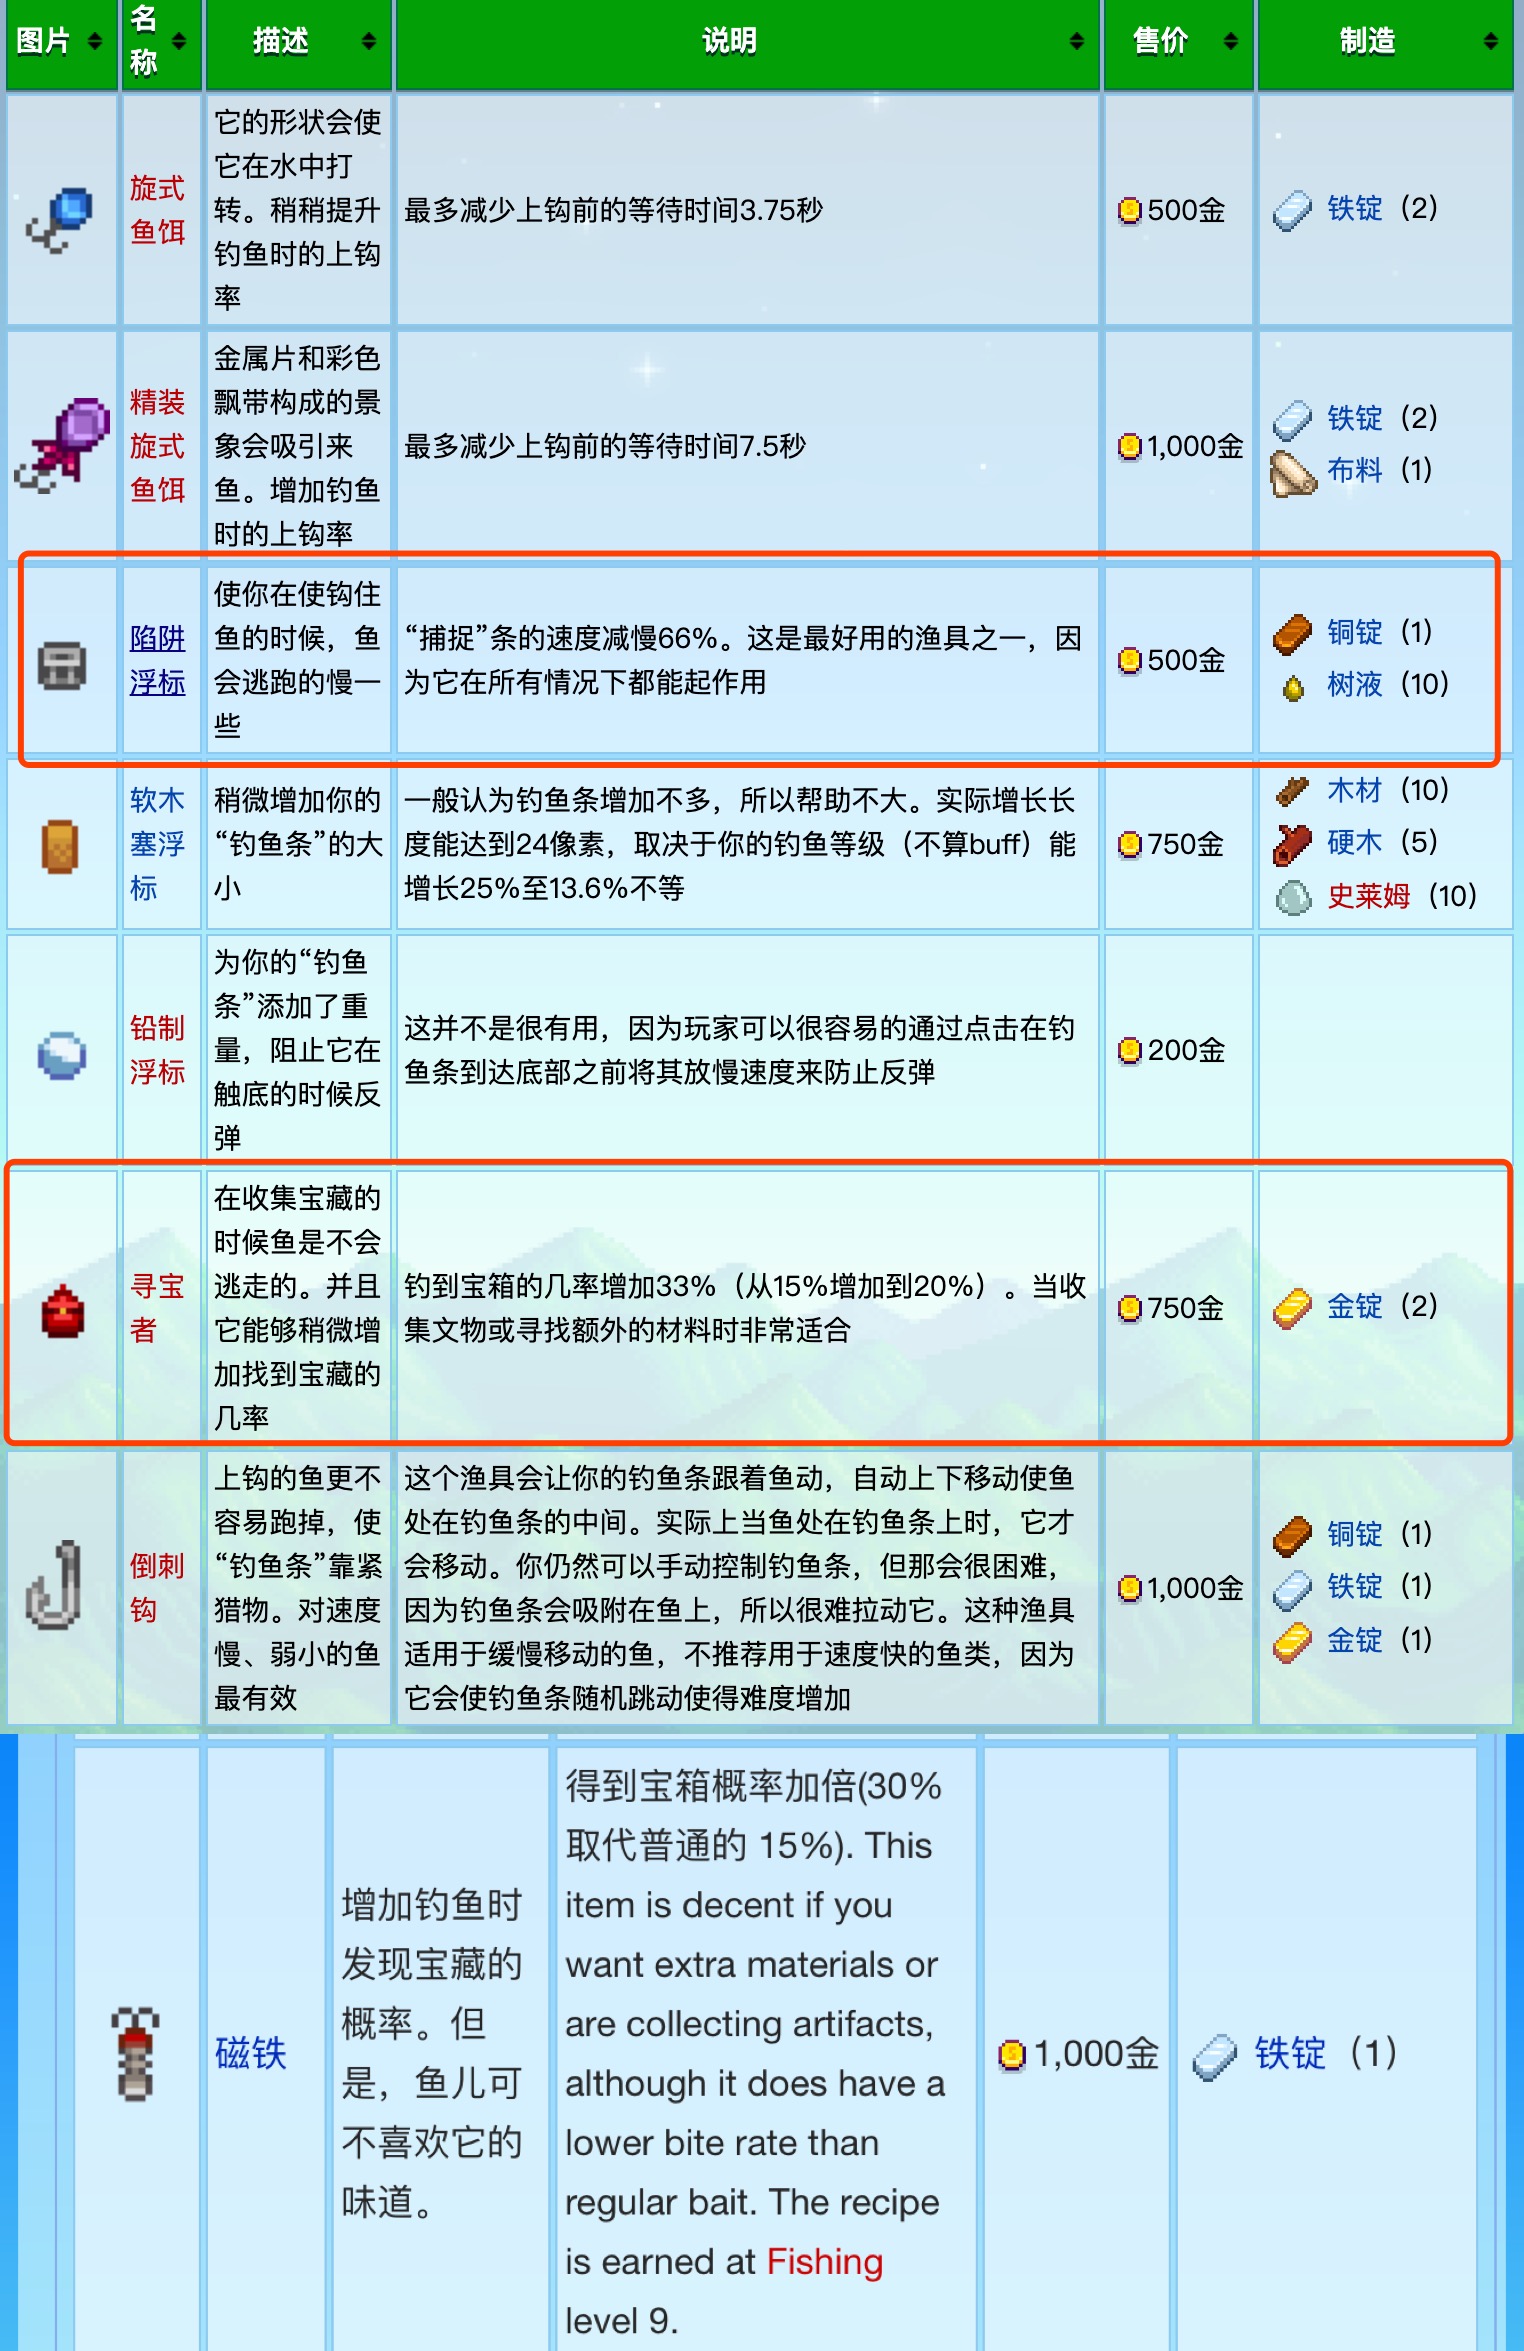 图片
名
称
描述
说明
售价
制造
旋式
鱼饵
它的形状会使
它在水中打
转。稍稍提升
钓鱼时的上钩
率
最多减少上钩前的等待时间3.75秒
500金
铁锭 (2)
精装
旋式
鱼饵
金属片和彩色
飘带构成的景
象会吸引来
鱼。增加钓鱼
时的上钩率
最多减少上钩前的等待时间7.5秒
1,000金
铁锭 (2)
布料 (1)
陷阱
浮标
使你在使钩住
鱼的时候，鱼
会逃跑的慢一
些
“捕捉”条的速度减慢66%。这是最好用的渔具之一，因
为它在所有情况下都能起作用
500金
铜锭 (1)
树液 (10)
软木
塞浮
标
稍微增加你的
“钓鱼条”的大
小
一般认为钓鱼条增加不多，所以帮助不大。实际增长长
度能达到24像素，取决于你的钓鱼等级（不算buff）能
增长25%至13.6%不等
750金
木材 (10)
硬木 (5)
史莱姆 (10)
铅制
浮标
为你的“钓鱼
条”添加了重
量，阻止它在
触底的时候反
弹
这并不是很有用，因为玩家可以很容易的通过点击在钓
鱼条到达底部之前将其放慢速度来防止反弹
200金
寻宝
者
在收集宝藏的
时候鱼是不会
逃走的。并且
它能够稍微增
加找到宝藏的
几率
钓到宝箱的几率增加33%（从15%增加到20%）。当收
集文物或寻找额外的材料时非常适合
750金
金锭 (2)
倒刺
钩
上钩的鱼更不
容易跑掉，使
“钓鱼条”靠紧
猎物。对速度
慢、弱小的鱼
最有效
这个渔具会让你的钓鱼条跟着鱼动，自动上下移动使鱼
处在钓鱼条的中间。实际上当鱼处在钓鱼条上时，它才
会移动。你仍然可以手动控制钓鱼条，但那会很困难，
因为钓鱼条会吸附在鱼上，所以很难拉动它。这种渔具
适用于缓慢移动的鱼，不推荐用于速度快的鱼类，因为
它会使钓鱼条随机跳动使得难度增加
1,000金
铜锭 (1)
铁锭 (1)
金锭 (1)
磁铁
增加钓鱼时
发现宝藏的
概率。但
是，鱼儿可
不喜欢它的
味道。
得到宝箱概率加倍(30%
取代普通的 15%). This
item is decent if you
want extra materials or
are collecting artifacts,
although it does have a
lower bite rate than
regular bait. The recipe
is earned at Fishing
level 9.
1,000金
铁锭 (1)